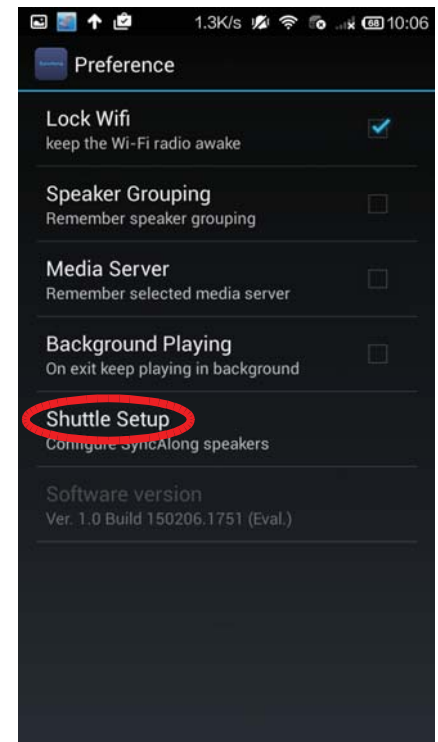 1.3K/s 68 10:06
Preference
Lock Wifi
keep the Wi-Fi radio awake
Speaker Grouping
Remember speaker grouping
Media Server
Remember selected media server
Background Playing
On exit keep playing in background
Shuttle Setup
Configure SyncAlong speakers
Software version
Ver. 1.0 Build 150206.1751 (Eval.)